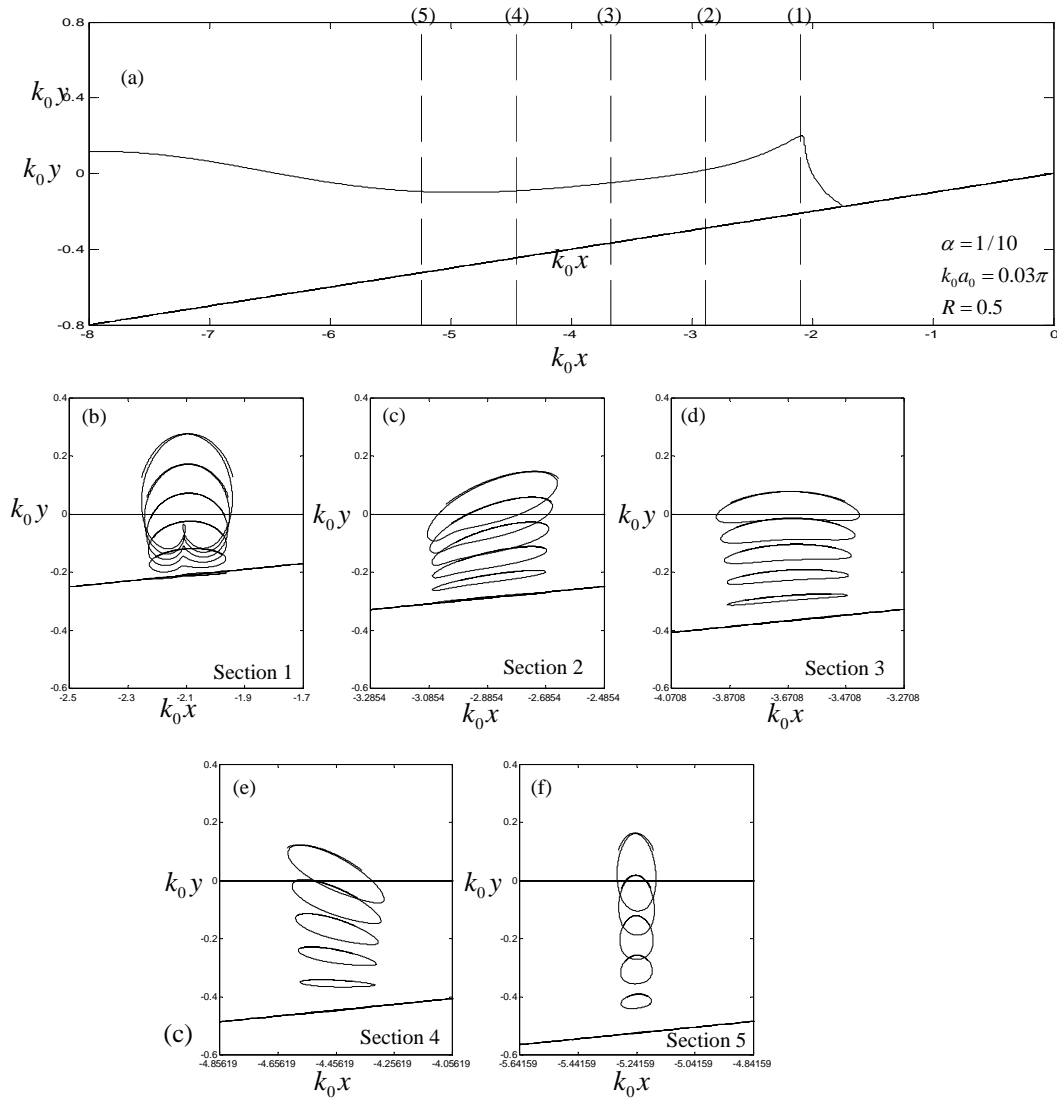 (5) (4) (3) (2) (1)
0.8
(a)
k₀y
0.4
k₀y
0
-0.4
k₀x
α = 1/10
k₀a₀ = 0.03π
R = 0.5
-0.8
-8 -7 -6 -5 -4 -3 -2 -1 0
k₀x
(b)
0.4
0.2
k₀y
0
-0.2
-0.4
-0.6
Section 1
-2.5 -2.3 -2.1 -1.9 -1.7
k₀x
(c)
0.4
0.2
k₀y
0
-0.2
-0.4
-0.6
Section 2
-3.2854 -3.0854 -2.8854 -2.6854 -2.4854
k₀x
(d)
0.4
0.2
k₀y
0
-0.2
-0.4
-0.6
Section 3
-4.0708 -3.8708 -3.6708 -3.4708 -3.2708
k₀x
(e)
0.4
0.2
k₀y
0
-0.2
-0.4
(c)
-0.6
Section 4
-4.85619 -4.65619 -4.45619 -4.25619 -4.05619
k₀x
(f)
0.4
0.2
k₀y
0
-0.2
-0.4
-0.6
Section 5
-5.64159 -5.44159 -5.24159 -5.04159 -4.84159
k₀x